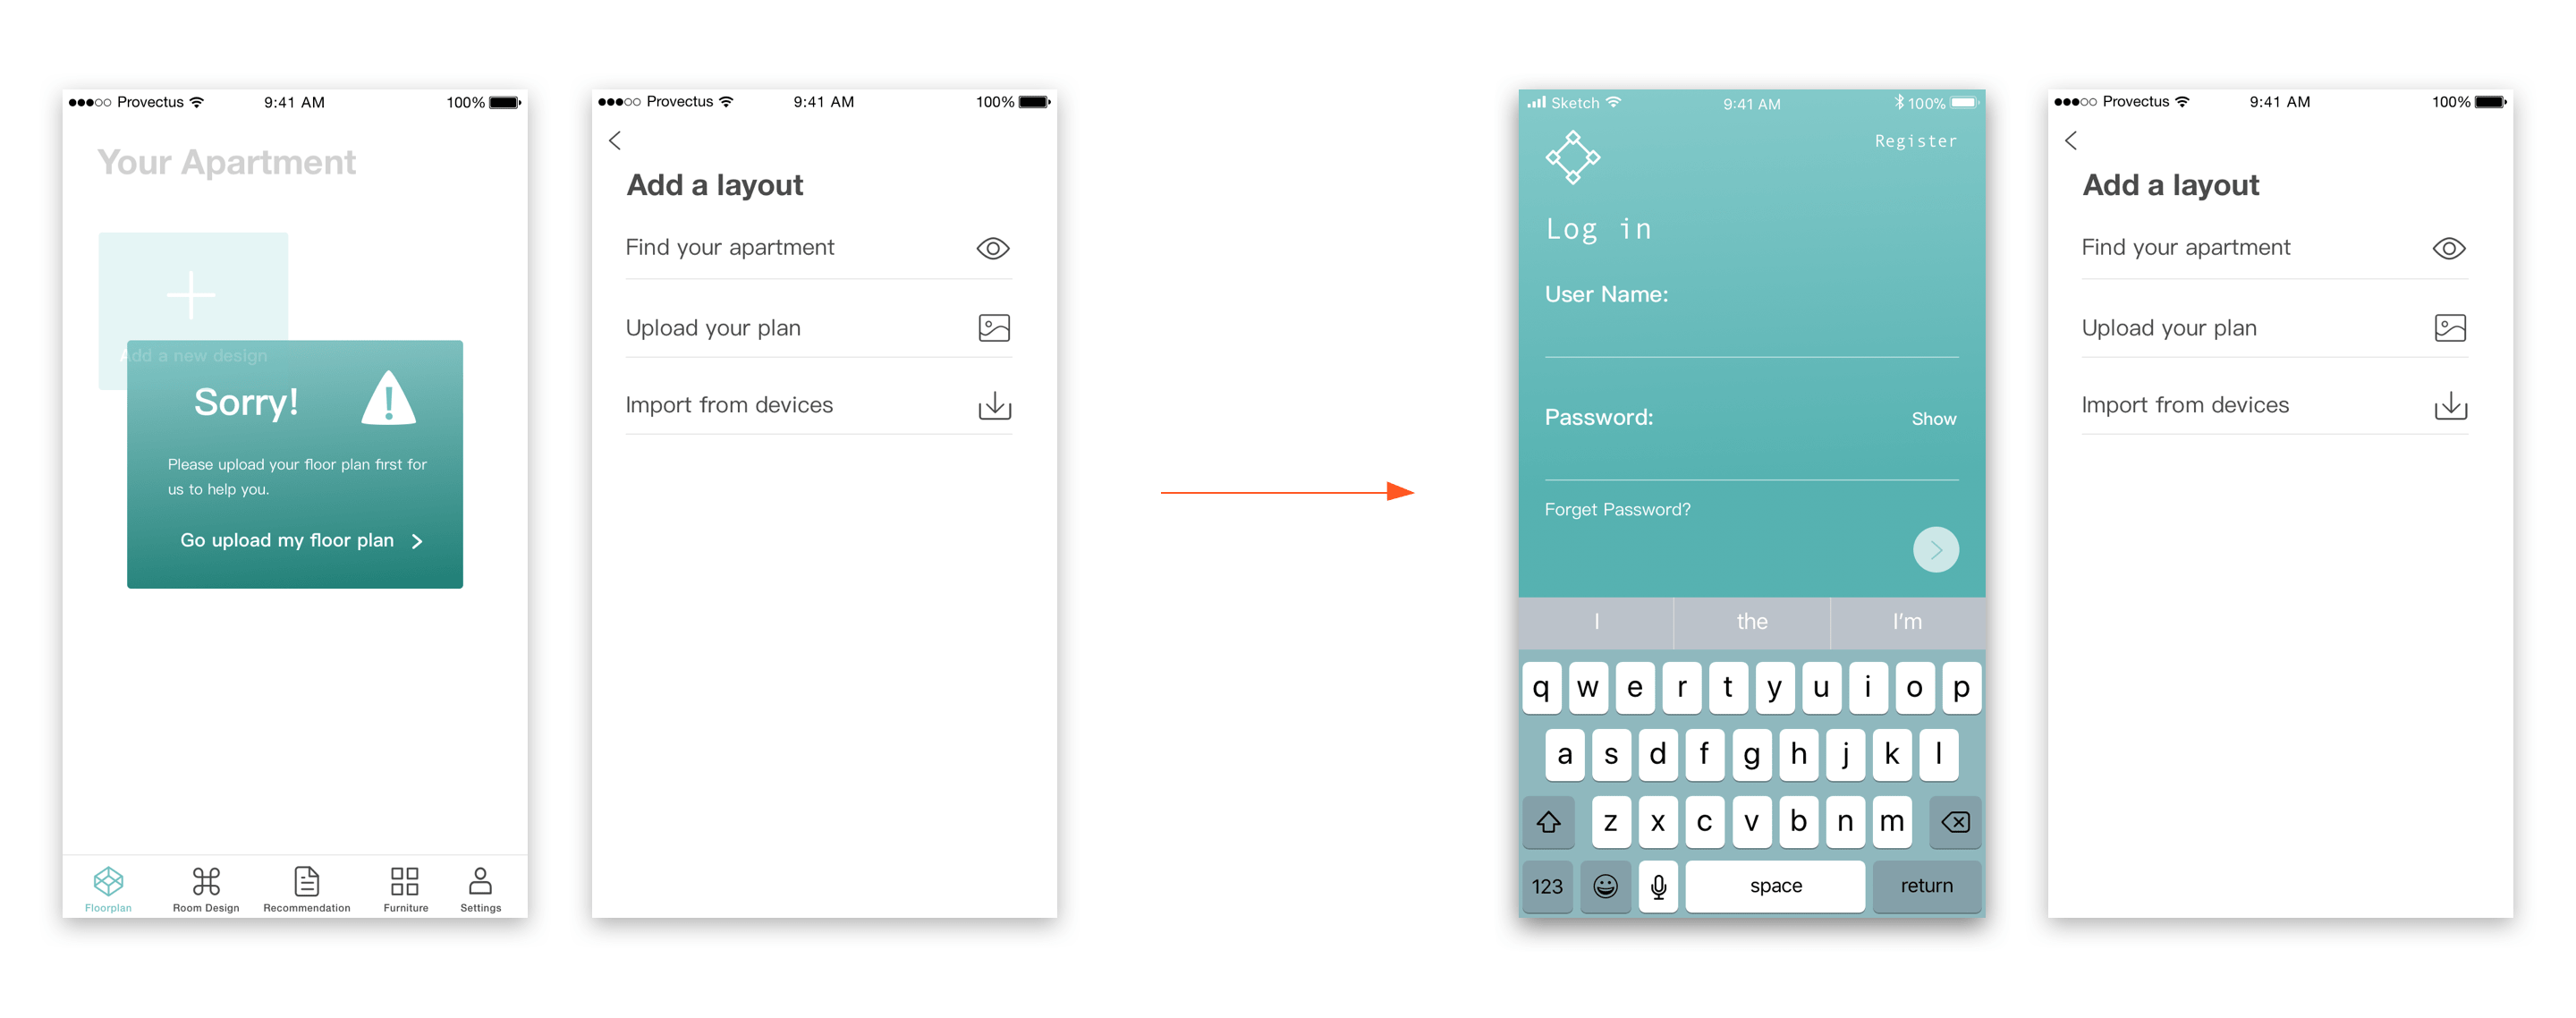 Provectus 9:41 AM 100%
Your Apartment
Add a new design
Sorry!
Please upload your floor plan first for
us to help you.
Go upload my floor plan
Floorplan Room Design Recommendation Furniture Settings
Provectus 9:41 AM 100%
Add a layout
Find your apartment
Upload your plan
Import from devices
Sketch 9:41 AM 100%
Register
Log in
User Name:
Password: Show
Forget Password?
I the I'm
q w e r t y u i o p
a s d f g h j k l
z x c v b n m
123 space return
Provectus 9:41 AM 100%
Add a layout
Find your apartment
Upload your plan
Import from devices